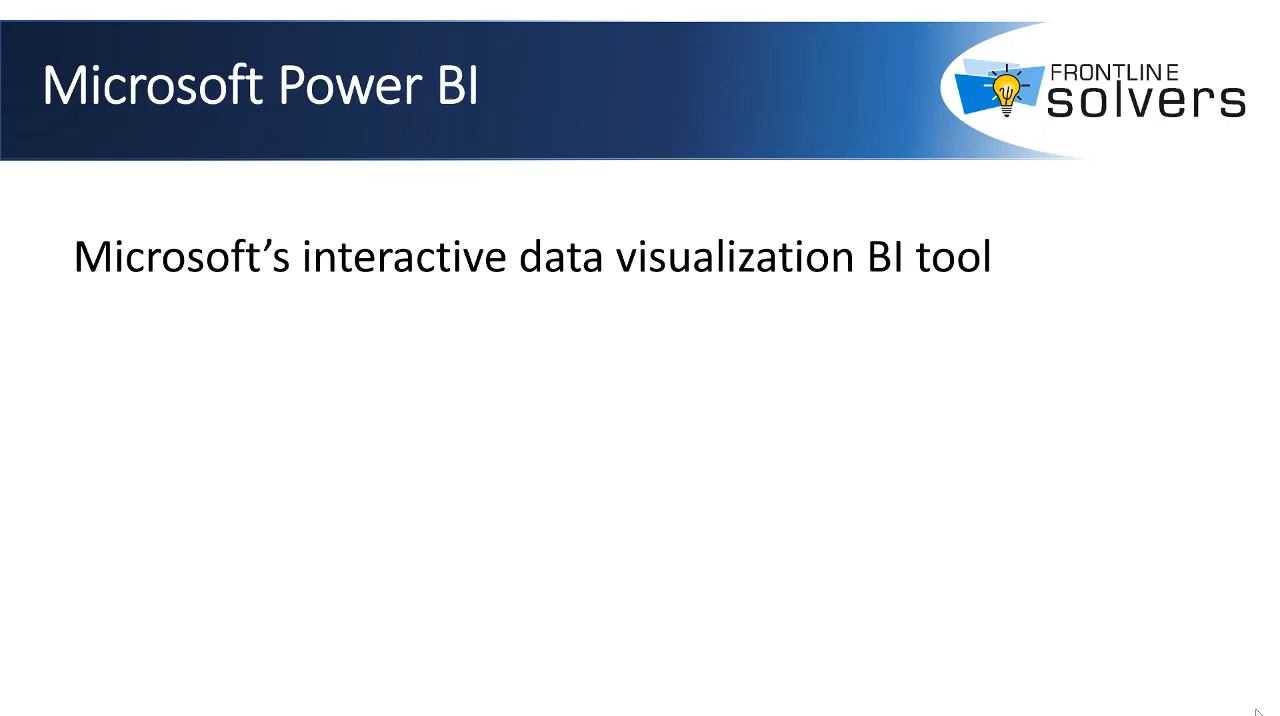 Microsoft Power BI
FRONTLINE
solvers
Microsoft’s interactive data visualization BI tool